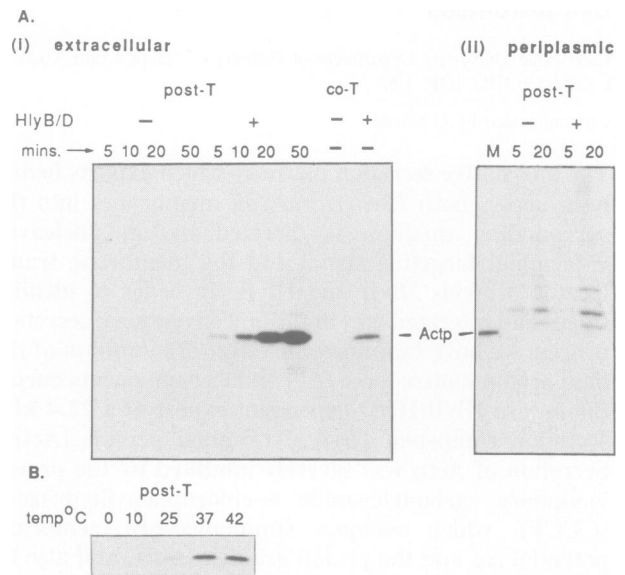 A.
(i) extracellular
(ii) periplasmic
post-T co-T
post-T
HlyB/D – + – +
– +
mins. → 5 10 20 50 5 10 20 50 – –
M 5 20 5 20
– Actp –
B.
post-T
temp°C 0 10 25 37 42